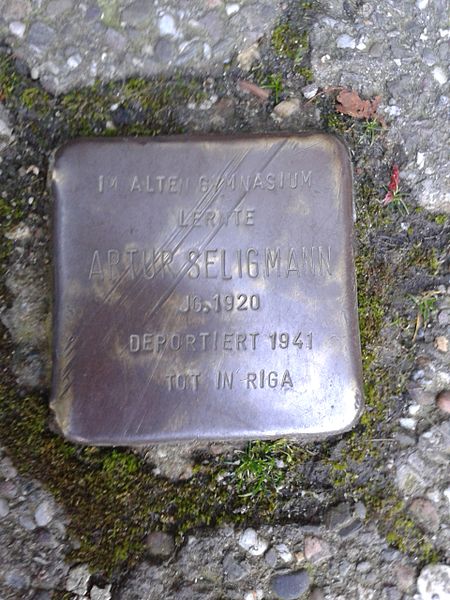 IM ALTEN GYMNASIUM
LERNTE
ARTUR SELIGMANN
JG. 1920
DEPORTIERT 1941
TOT IN RIGA